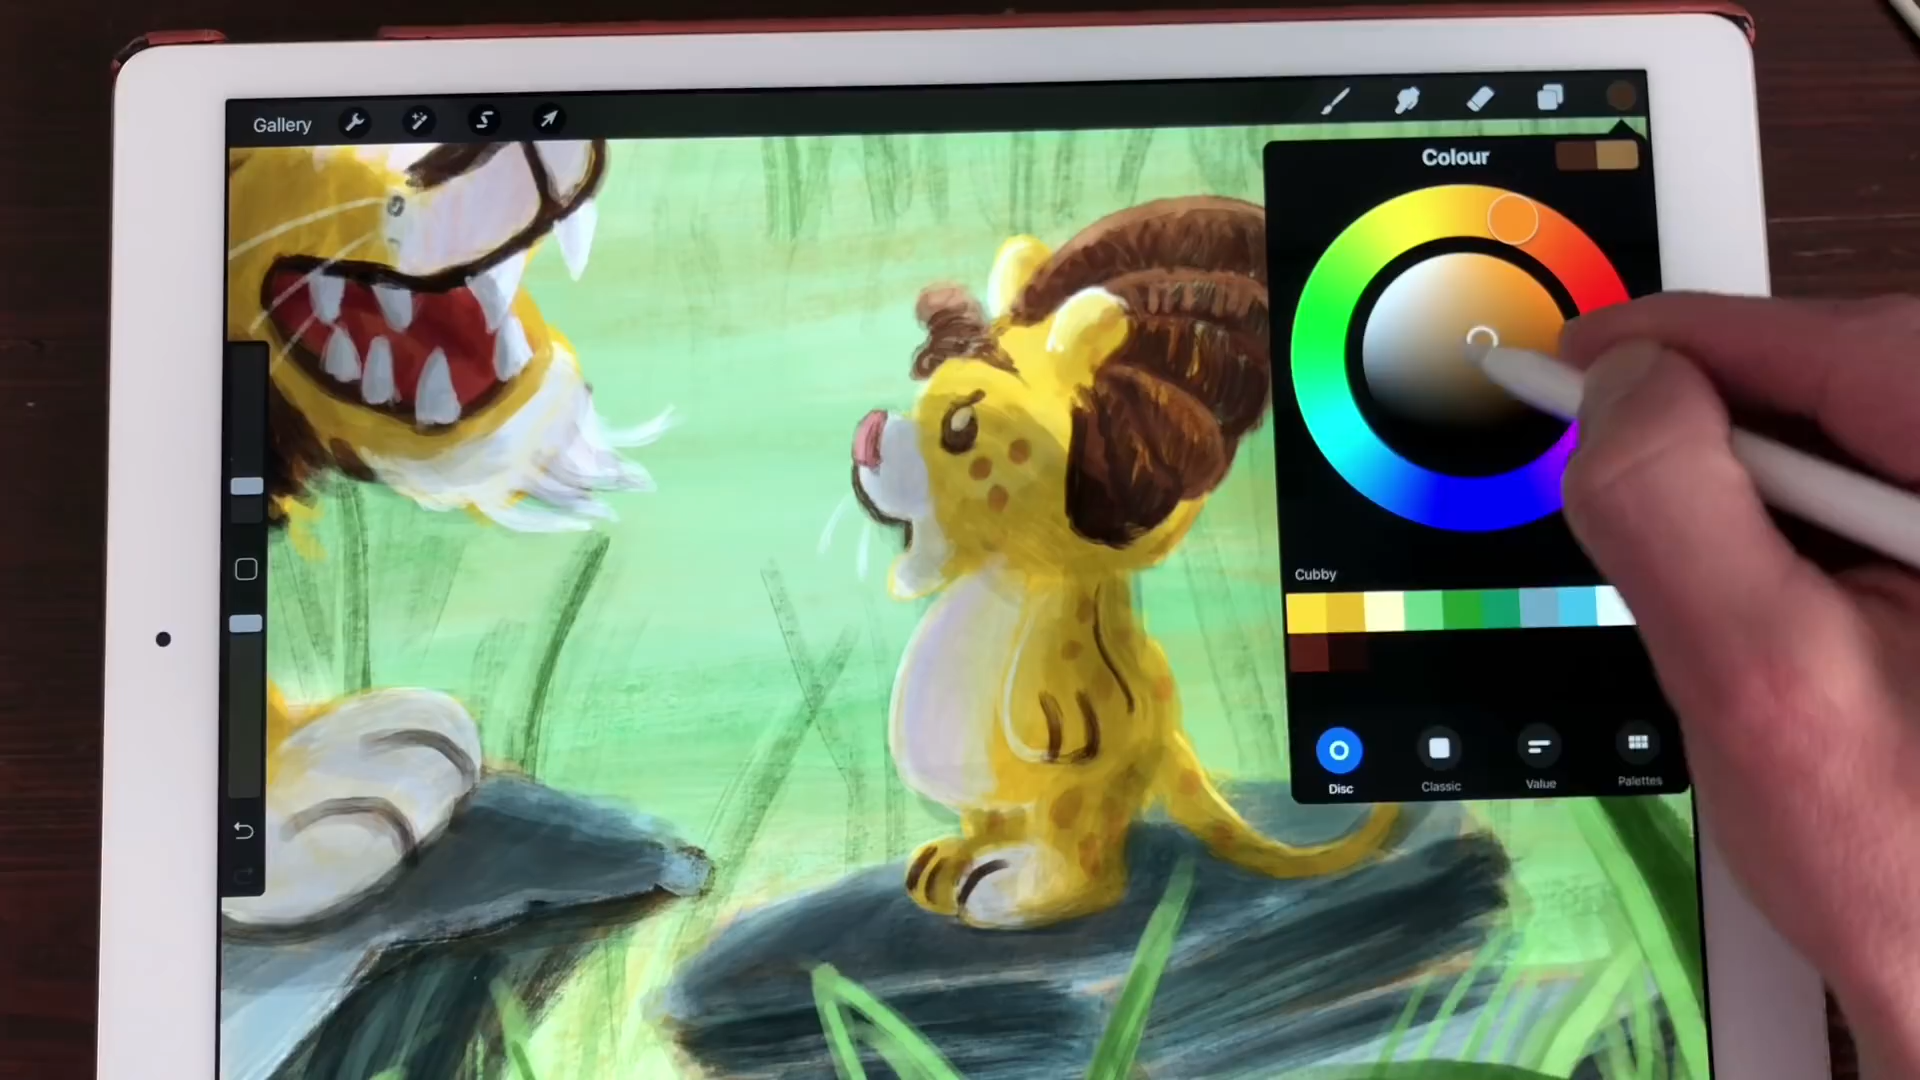 Gallery
Colour
Cubby
Disc
Classic
Value
Palettes